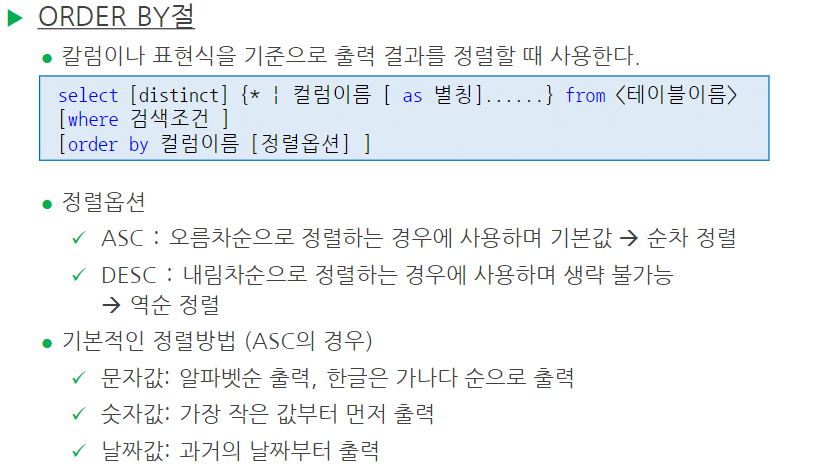 ▶ ORDER BY절
● 칼럼이나 표현식을 기준으로 출력 결과를 정렬할 때 사용한다.
select [distinct] {* ¦ 컬럼이름 [ as 별칭]......} from <테이블이름>
[where 검색조건 ]
[order by 컬럼이름 [정렬옵션] ]
● 정렬옵션
✓ ASC : 오름차순으로 정렬하는 경우에 사용하며 기본값 → 순차 정렬
✓ DESC : 내림차순으로 정렬하는 경우에 사용하며 생략 불가능
→ 역순 정렬
● 기본적인 정렬방법 (ASC의 경우)
✓ 문자값: 알파벳순 출력, 한글은 가나다 순으로 출력
✓ 숫자값: 가장 작은 값부터 먼저 출력
✓ 날짜값: 과거의 날짜부터 출력